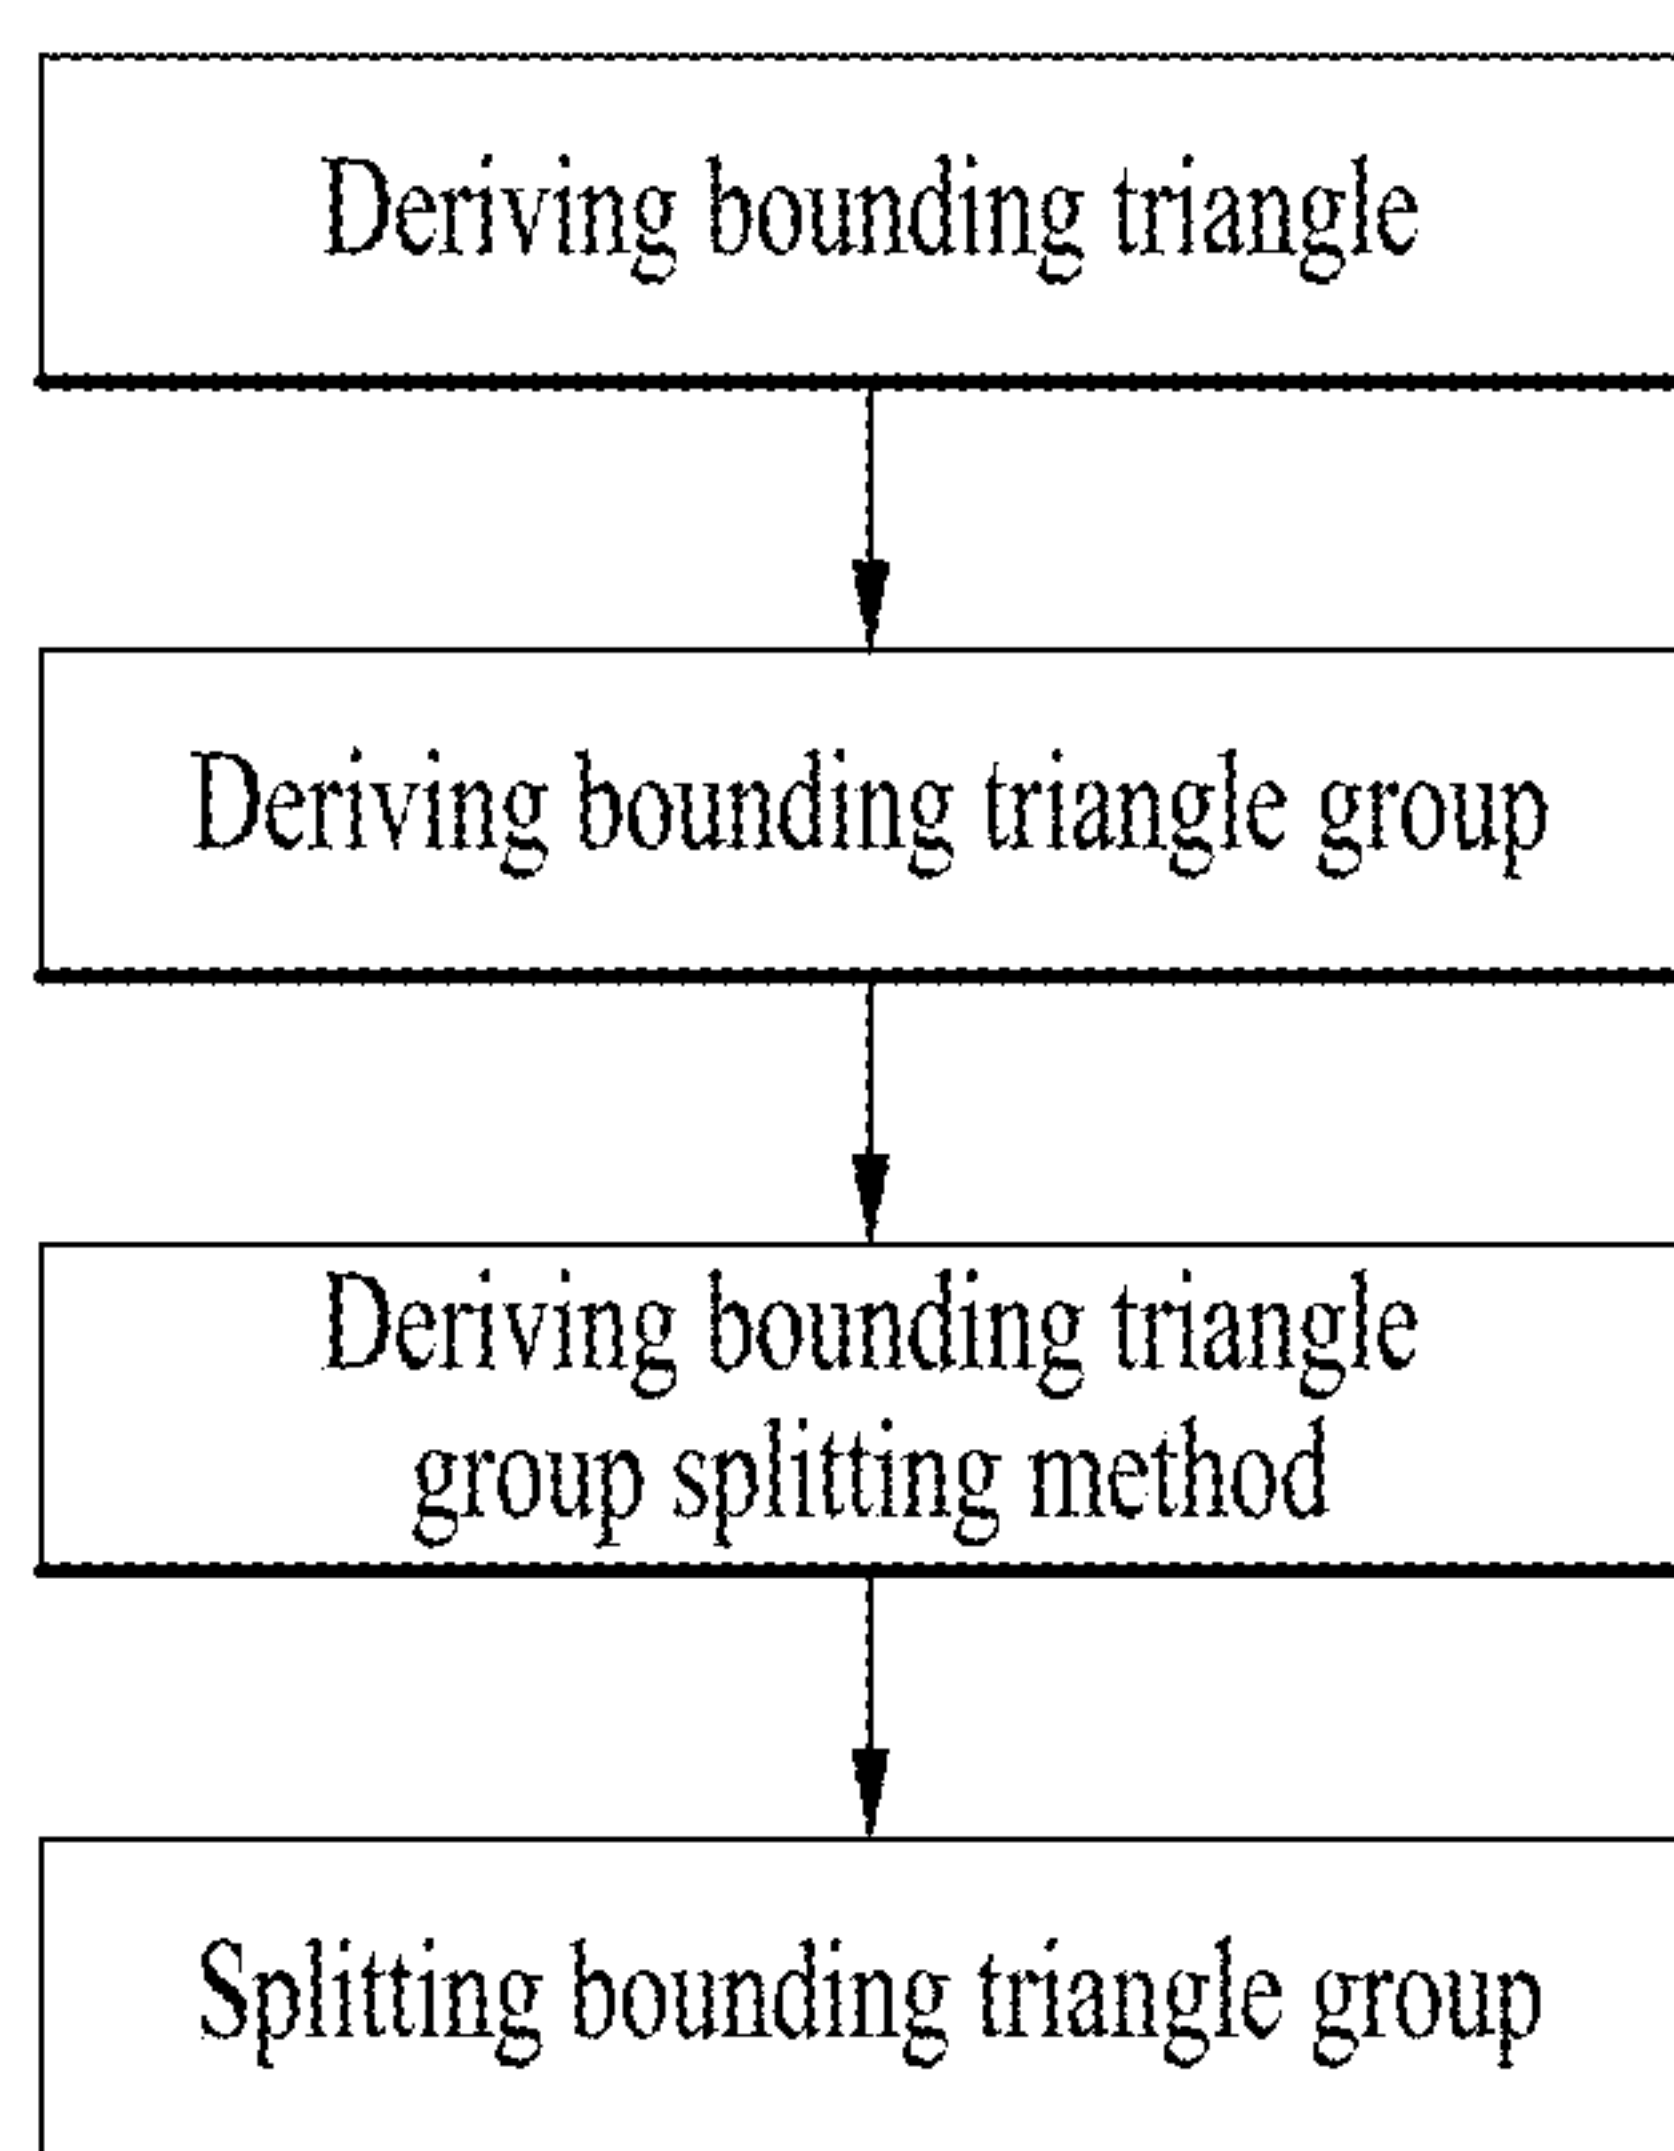 Deriving bounding triangle
Deriving bounding triangle group
Deriving bounding triangle
group splitting method
Splitting bounding triangle group